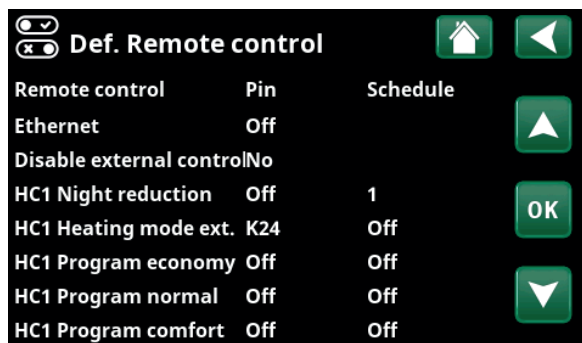 Def. Remote control
Remote control Pin Schedule
Ethernet Off
Disable external control No
HC1 Night reduction Off 1
OK
HC1 Heating mode ext. K24 Off
HC1 Program economy Off Off
HC1 Program normal Off Off
HC1 Program comfort Off Off